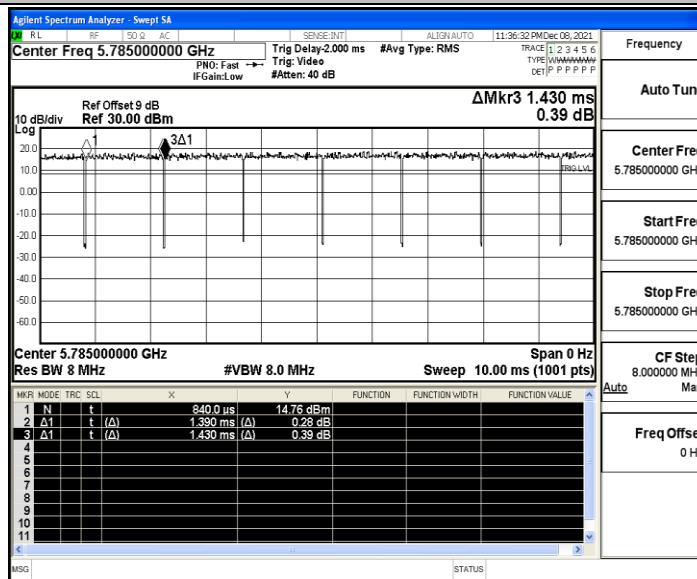 Agilent Spectrum Analyzer - Swept SA
RL RF 50 Ω AC SENSE:INT ALIGN AUTO 11:36:32 PM Dec 08, 2021
Center Freq 5.785000000 GHz
PNO: Fast
IFGain:Low
Trig Delay-2.000 ms
Trig: Video
#Atten: 40 dB
#Avg Type: RMS
TRACE 1 2 3 4 5 6
TYPE
DET P P P P P P
Frequency
Auto Tun
ΔMkr3 1.430 ms
0.39 dB
Ref Offset 9 dB
10 dB/div Ref 30.00 dBm
Log
1
3Δ1
TRIG LVL
20.0
10.0
0.00
-10.0
-20.0
-30.0
-40.0
-50.0
-60.0
Center Fre
5.785000000 GH
Start Fre
5.785000000 GH
Stop Fre
5.785000000 GH
CF Step
8.000000 MH
Auto Ma
Freq Offse
0 H
Center 5.785000000 GHz Span 0 Hz
Res BW 8 MHz #VBW 8.0 MHz Sweep 10.00 ms (1001 pts)
MKR MODE TRC SCL X Y FUNCTION FUNCTION WIDTH FUNCTION VALUE
1 N t 840.0 µs 14.76 dBm
2 Δ1 t (Δ) 1.390 ms (Δ) 0.28 dB
3 Δ1 t (Δ) 1.430 ms (Δ) 0.39 dB
4
5
6
7
8
9
10
11
MSG STATUS